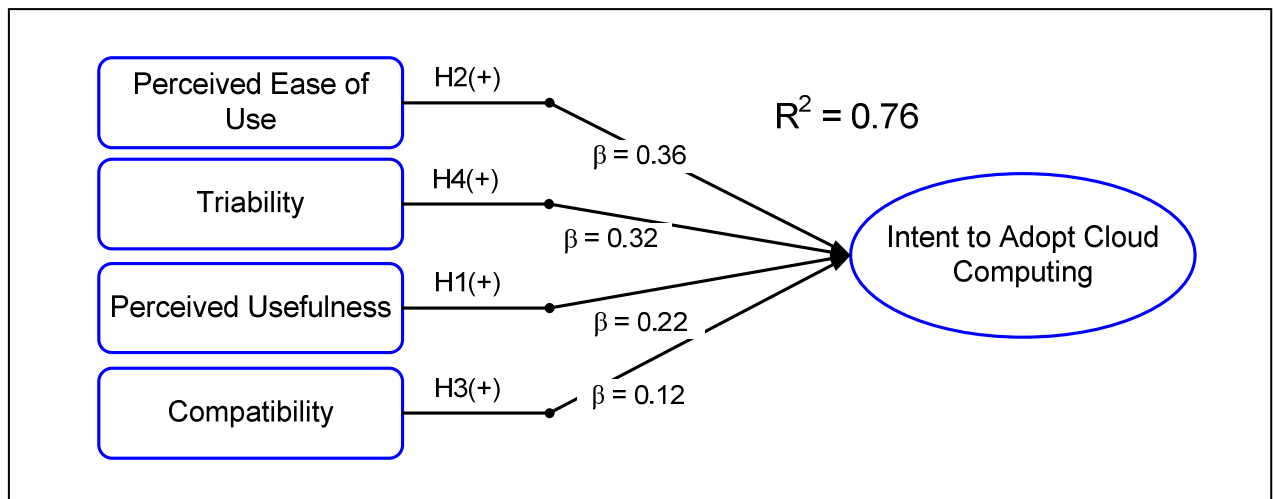 Perceived Ease of
Use
H2(+)
β = 0.36
R² = 0.76
Triability
H4(+)
β = 0.32
Perceived Usefulness
H1(+)
β = 0.22
Compatibility
H3(+)
β = 0.12
Intent to Adopt Cloud
Computing